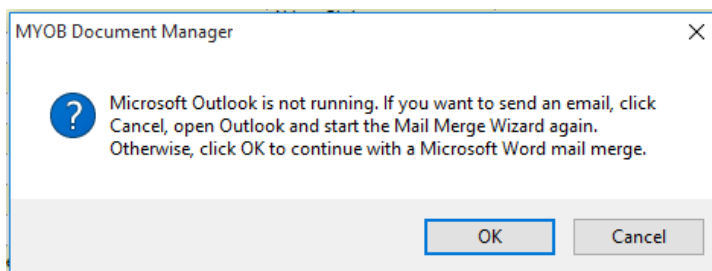 MYOB Document Manager
Microsoft Outlook is not running. If you want to send an email, click
Cancel, open Outlook and start the Mail Merge Wizard again.
Otherwise, click OK to continue with a Microsoft Word mail merge.
OK
Cancel